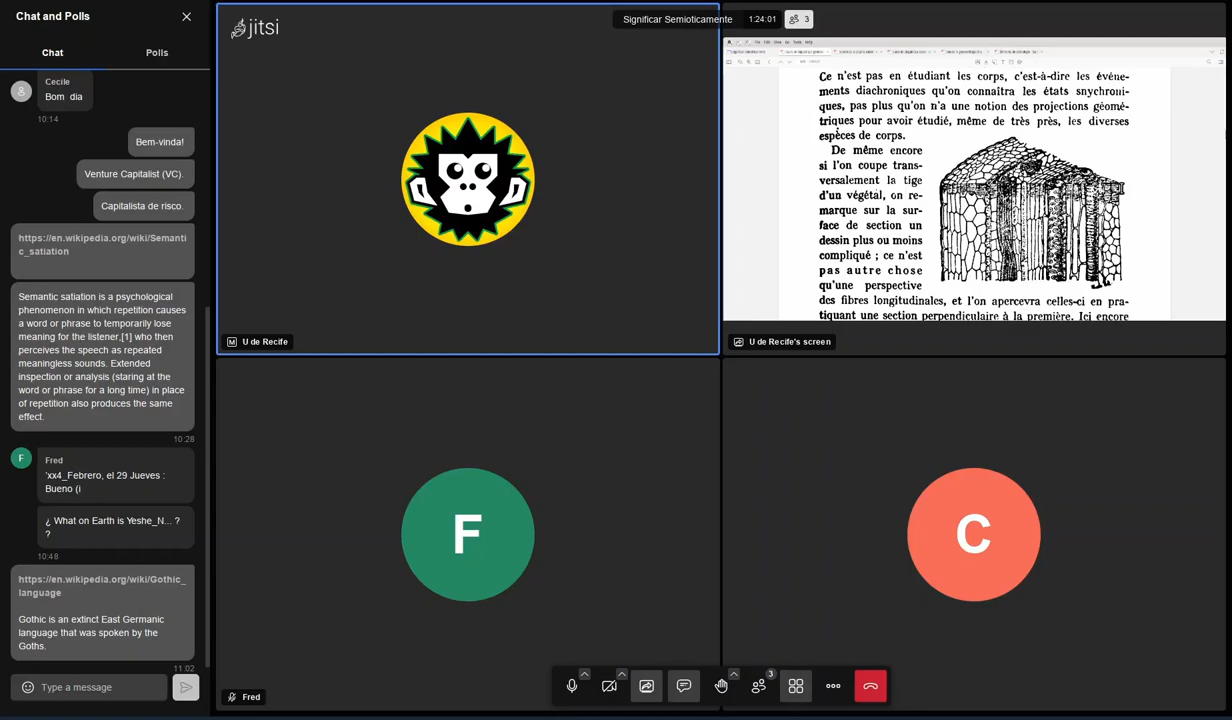 Chat and Polls
Chat
Polls
Cecile
Bom dia
10:14
Bem-vinda!
Venture Capitalist (VC).
Capitalista de risco.
https://en.wikipedia.org/wiki/Semanti
c_satiation
Semantic satiation is a psychological
phenomenon in which repetition causes
a word or phrase to temporarily lose
meaning for the listener,[1] who then
perceives the speech as repeated
meaningless sounds. Extended
inspection or analysis (staring at the
word or phrase for a long time) in place
of repetition also produces the same
effect.
10:28
F
Fred
'xx4_Febrero, el 29 Jueves :
Bueno (i
¿ What on Earth is Yeshe_N... ?
?
10:48
https://en.wikipedia.org/wiki/Gothic_
language
Gothic is an extinct East Germanic
language that was spoken by the
Goths.
11:02
Type a message
jitsi
Significar Semioticamente
1:24:01
3
M
U de Recife
Ce n'est pas en étudiant les corps, c'est-à-dire les événe-
ments diachroniques qu'on connaîtra les états snychroni-
ques, pas plus qu'on n'a une notion des projections géomé-
triques pour avoir étudié, même de très près, les diverses
espèces de corps.
De même encore
si l'on coupe trans-
versalement la tige
d'un végétal, on re-
marque sur la sur-
face de section un
dessin plus ou moins
compliqué ; ce n'est
pas autre chose
qu'une perspective
des fibres longitudinales, et l'on apercevra celles-ci en pra-
tiquant une section perpendiculaire à la première. Ici encore
U de Recife's screen
F
C
Fred
3